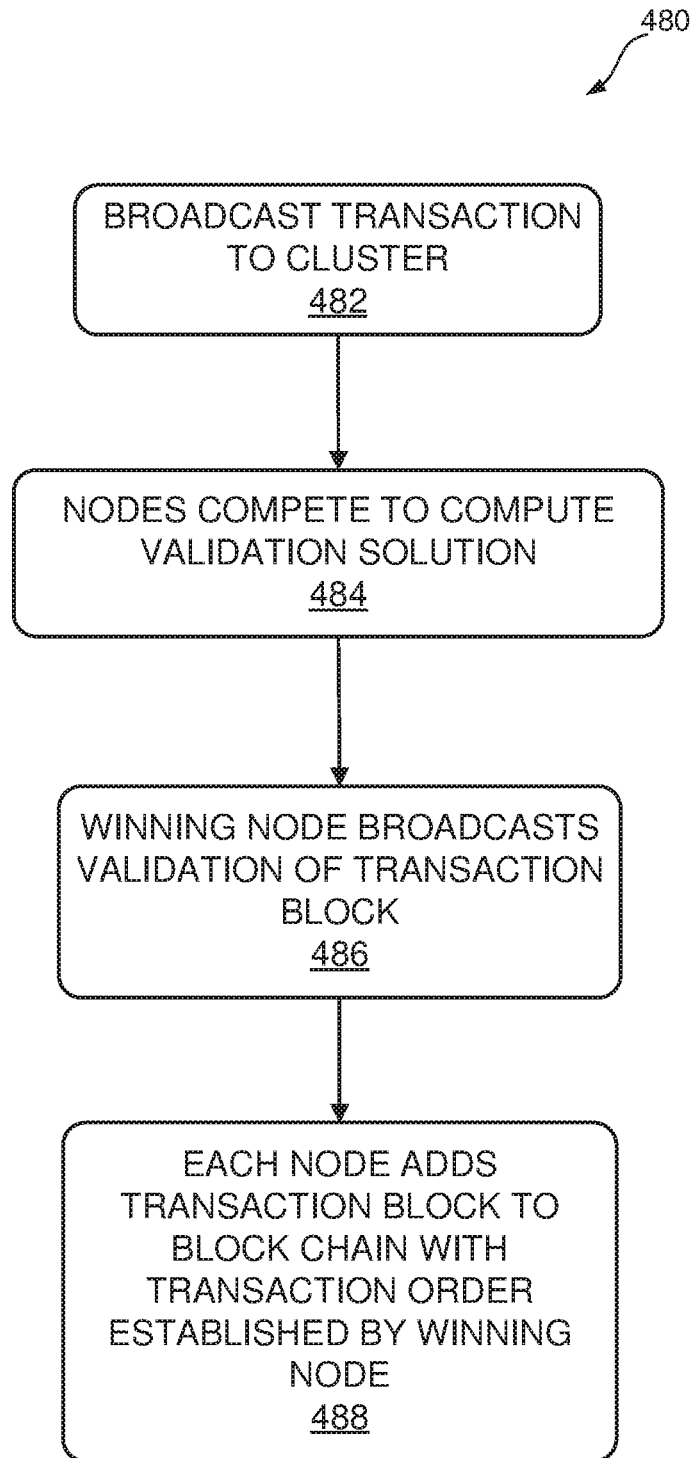 480
BROADCAST TRANSACTION
TO CLUSTER
482
NODES COMPETE TO COMPUTE
VALIDATION SOLUTION
484
WINNING NODE BROADCASTS
VALIDATION OF TRANSACTION
BLOCK
486
EACH NODE ADDS
TRANSACTION BLOCK TO
BLOCK CHAIN WITH
TRANSACTION ORDER
ESTABLISHED BY WINNING
NODE
488